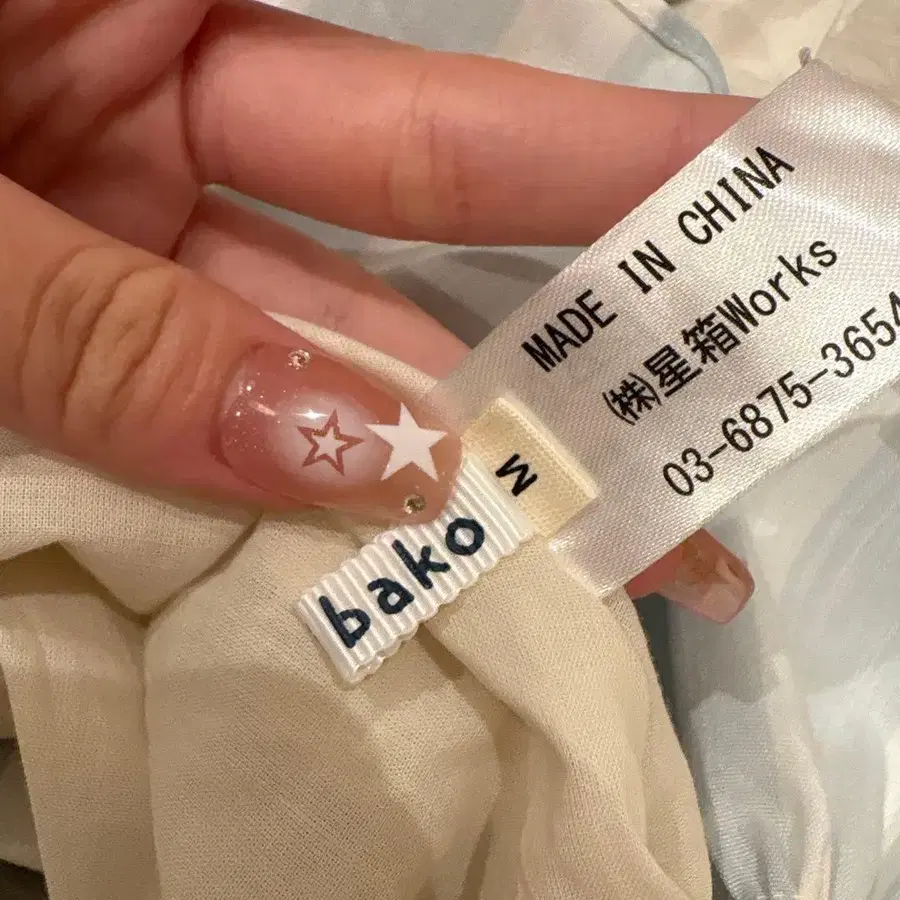 MADE IN CHINA
㈱星箱Works
03-6875-3654
M
bako